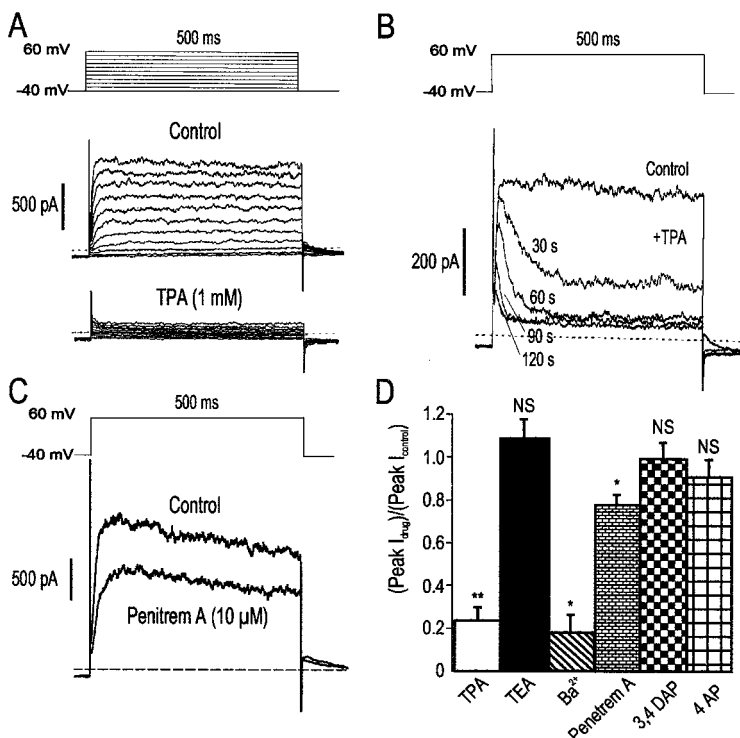 A
60 mV
500 ms
-40 mV
Control
500 pA
TPA (1 mM)
B
60 mV
500 ms
-40 mV
Control
200 pA
30 s
+TPA
60 s
90 s
120 s
C
60 mV
500 ms
-40 mV
Control
500 pA
Penitrem A (10 µM)
D
(Peak I_drug)/(Peak I_control)
1.2
1.0
0.8
0.6
0.4
0.2
0
**
NS
*
*
NS
NS
TPA
TEA
Ba²⁺
Penetrem A
3,4 DAP
4 AP